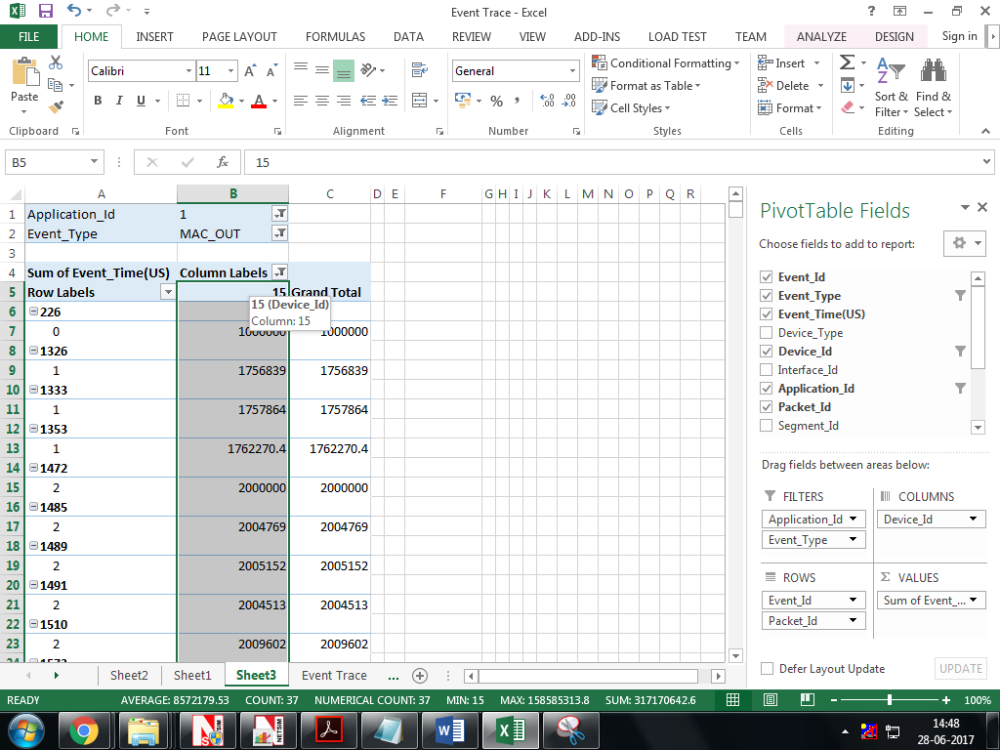 Event Trace - Excel
?
FILE HOME INSERT PAGE LAYOUT FORMULAS DATA REVIEW VIEW ADD-INS LOAD TEST TEAM ANALYZE DESIGN Sign in
Paste
Calibri 11
B I U
General
% ,
Conditional Formatting
Format as Table
Cell Styles
Insert
Delete
Format
Sort & Filter
Find & Select
Clipboard Font Alignment Number Styles Cells Editing
B5 fx 15
A B C D E F G H I J K L M N O P Q R
1 Application_Id 1
2 Event_Type MAC_OUT
3
4 Sum of Event_Time(US) Column Labels
5 Row Labels 15 Grand Total
15 (Device_Id)
Column: 15
6 226
7 0 1000000 1000000
8 1326
9 1 1756839 1756839
10 1333
11 1 1757864 1757864
12 1353
13 1 1762270.4 1762270.4
14 1472
15 2 2000000 2000000
16 1485
17 2 2004769 2004769
18 1489
19 2 2005152 2005152
20 1491
21 2 2004513 2004513
22 1510
23 2 2009602 2009602
PivotTable Fields
Choose fields to add to report:
Event_Id
Event_Type
Event_Time(US)
Device_Type
Device_Id
Interface_Id
Application_Id
Packet_Id
Segment_Id
Drag fields between areas below:
FILTERS
Application_Id
Event_Type
COLUMNS
Device_Id
ROWS
Event_Id
Packet_Id
Σ VALUES
Sum of Event_...
Defer Layout Update UPDATE
Sheet2 Sheet1 Sheet3 Event Trace ...
READY AVERAGE: 8572179.53 COUNT: 37 NUMERICAL COUNT: 37 MIN: 15 MAX: 158585313.8 SUM: 317170642.6 100%
14:48
28-06-2017